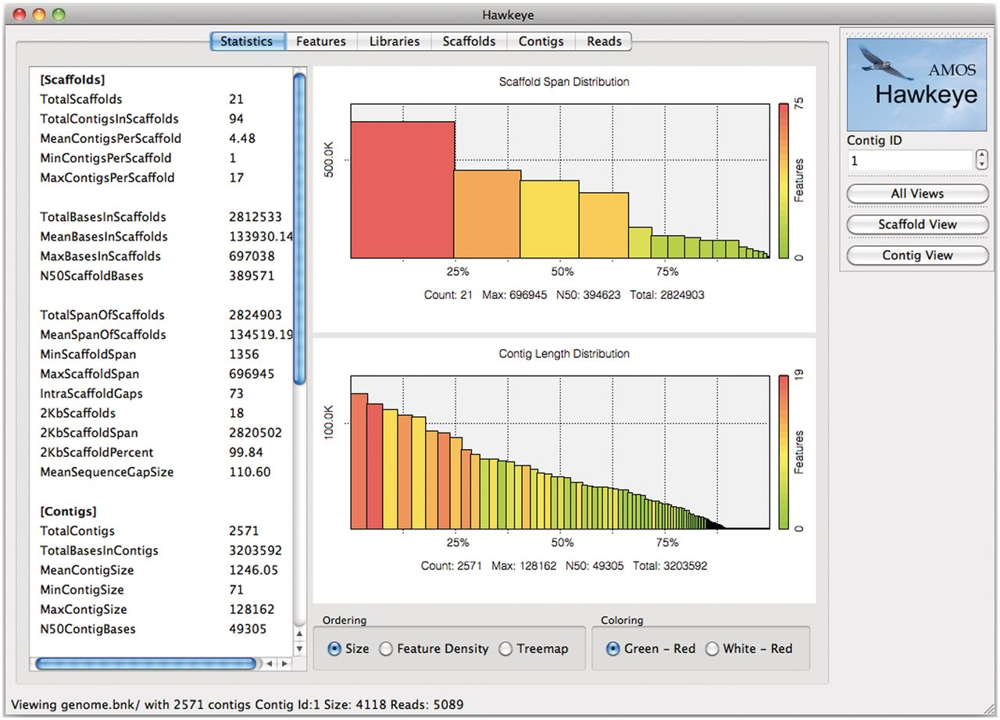 Hawkeye
Statistics Features Libraries Scaffolds Contigs Reads
[Scaffolds]
TotalScaffolds 21
TotalContigsInScaffolds 94
MeanContigsPerScaffold 4.48
MinContigsPerScaffold 1
MaxContigsPerScaffold 17
TotalBasesInScaffolds 2812533
MeanBasesInScaffolds 133930.14
MaxBasesInScaffolds 697038
N50ScaffoldBases 389571
TotalSpanOfScaffolds 2824903
MeanSpanOfScaffolds 134519.19
MinScaffoldSpan 1356
MaxScaffoldSpan 696945
IntraScaffoldGaps 73
2KbScaffolds 18
2KbScaffoldSpan 2820502
2KbScaffoldPercent 99.84
MeanSequenceGapSize 110.60
[Contigs]
TotalContigs 2571
TotalBasesInContigs 3203592
MeanContigSize 1246.05
MinContigSize 71
MaxContigSize 128162
N50ContigBases 49305
Scaffold Span Distribution
500.0K
75
Features
0
25% 50% 75%
Count: 21 Max: 696945 N50: 394623 Total: 2824903
Contig Length Distribution
100.0K
19
Features
0
25% 50% 75%
Count: 2571 Max: 128162 N50: 49305 Total: 3203592
Ordering
Size Feature Density Treemap
Coloring
Green - Red White - Red
AMOS
Hawkeye
Contig ID
1
All Views
Scaffold View
Contig View
Viewing genome.bnk/ with 2571 contigs Contig Id:1 Size: 4118 Reads: 5089